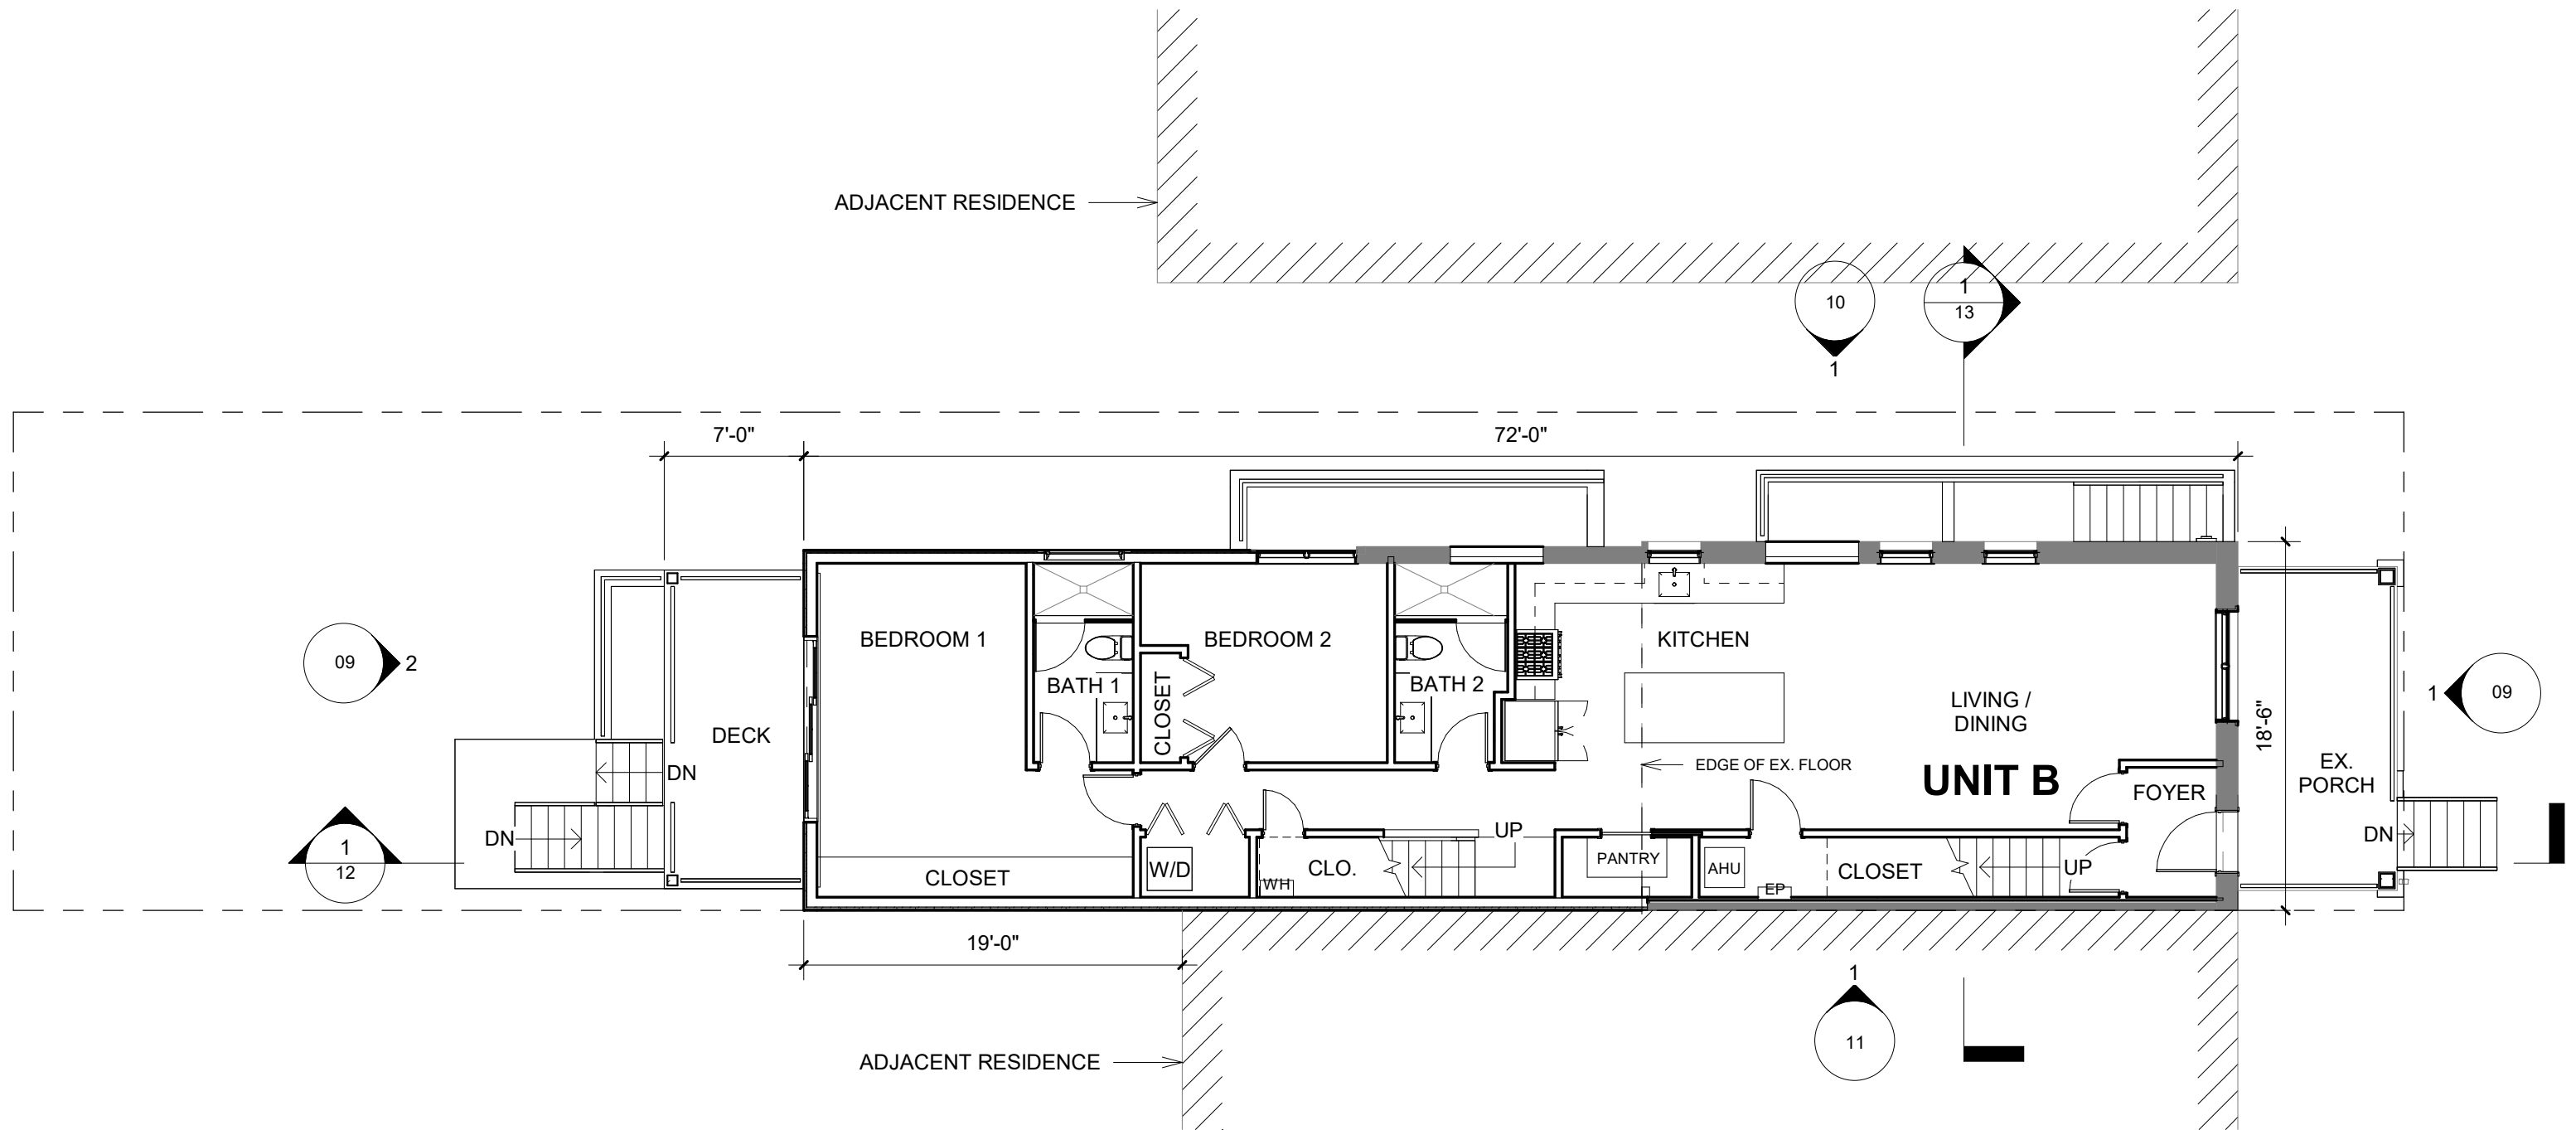 ADJACENT RESIDENCE
10
1
1
13
7'-0"
72'-0"
BEDROOM 1
BEDROOM 2
KITCHEN
09
2
BATH 1
BATH 2
CLOSET
LIVING /
DINING
1
09
DECK
18'-6"
DN
EDGE OF EX. FLOOR
UNIT B
FOYER
EX.
PORCH
DN
UP
DN
1
12
CLOSET
W/D
WH
CLO.
PANTRY
AHU
EP
CLOSET
UP
19'-0"
1
11
ADJACENT RESIDENCE